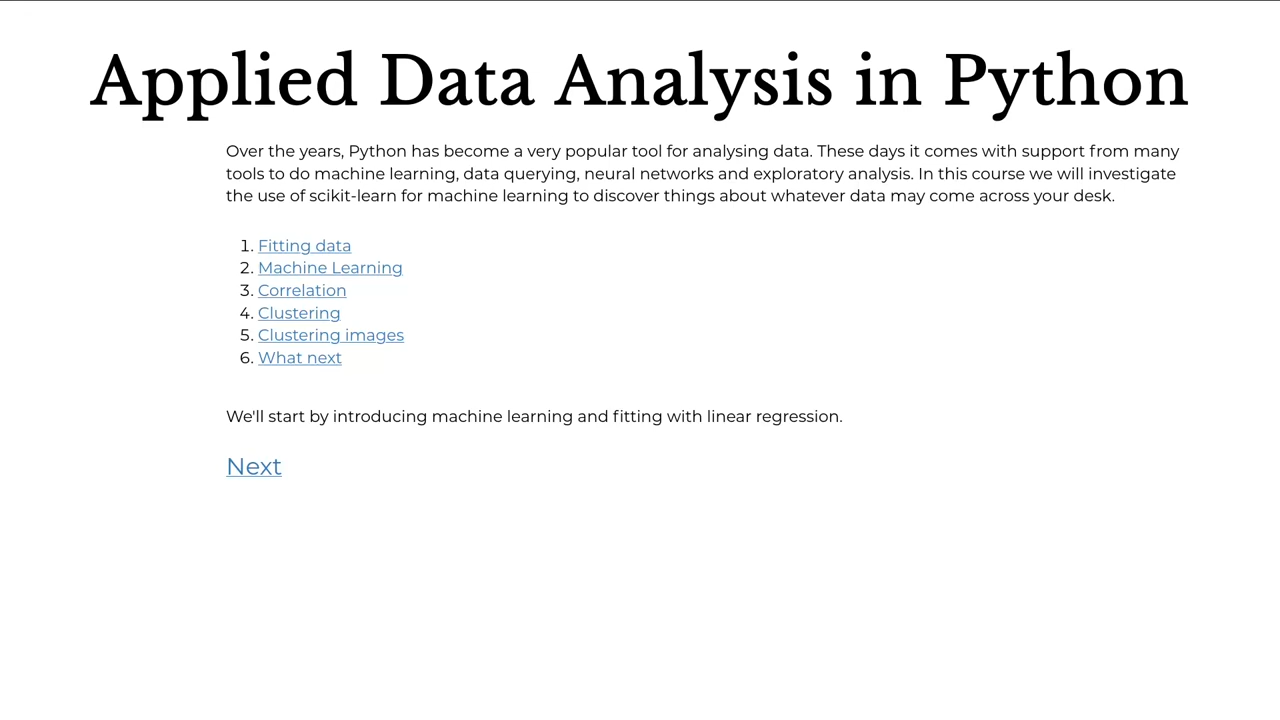 Applied Data Analysis in Python
Over the years, Python has become a very popular tool for analysing data. These days it comes with support from many
tools to do machine learning, data querying, neural networks and exploratory analysis. In this course we will investigate
the use of scikit-learn for machine learning to discover things about whatever data may come across your desk.
1. Fitting data
2. Machine Learning
3. Correlation
4. Clustering
5. Clustering images
6. What next
We'll start by introducing machine learning and fitting with linear regression.
Next